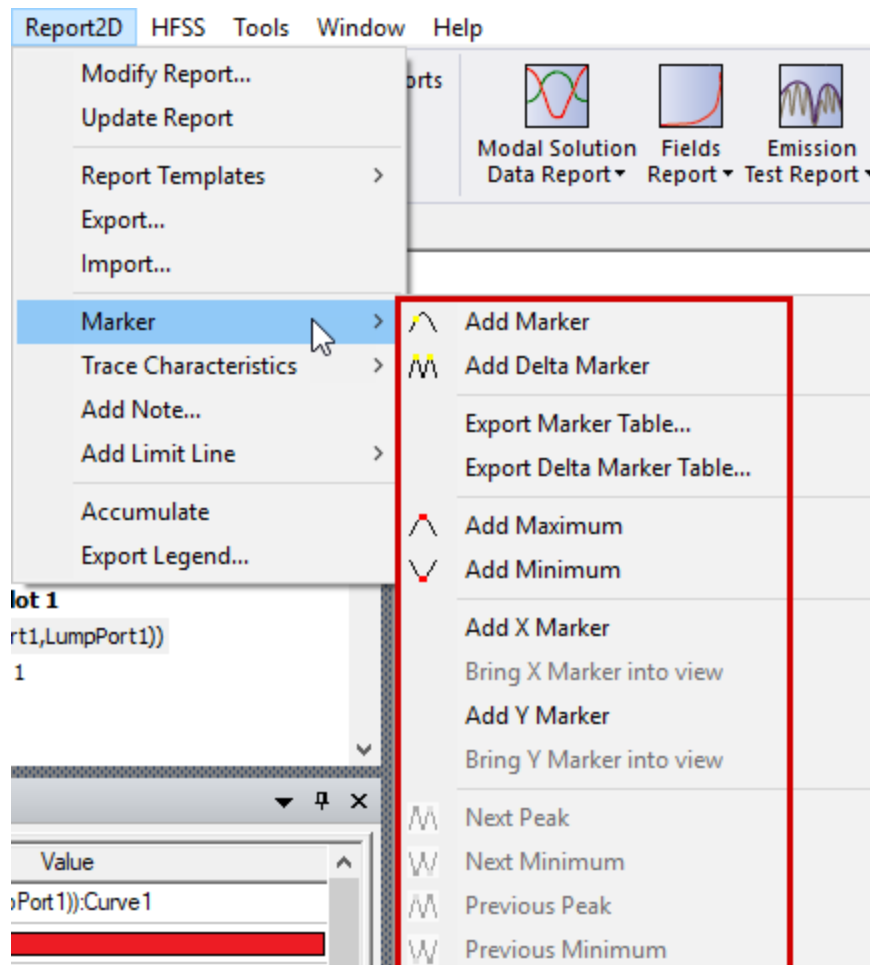 Report2D HFSS Tools Window Help
Modify Report...
Update Report
Report Templates
Export...
Import...
Marker
Trace Characteristics
Add Note...
Add Limit Line
Accumulate
Export Legend...
orts
Modal Solution
Data Report
Fields
Report
Emission
Test Report
Add Marker
Add Delta Marker
Export Marker Table...
Export Delta Marker Table...
Add Maximum
Add Minimum
Add X Marker
Bring X Marker into view
Add Y Marker
Bring Y Marker into view
Next Peak
Next Minimum
Previous Peak
Previous Minimum
lot 1
rt1,LumpPort1))
1
Value
pPort1)):Curve1